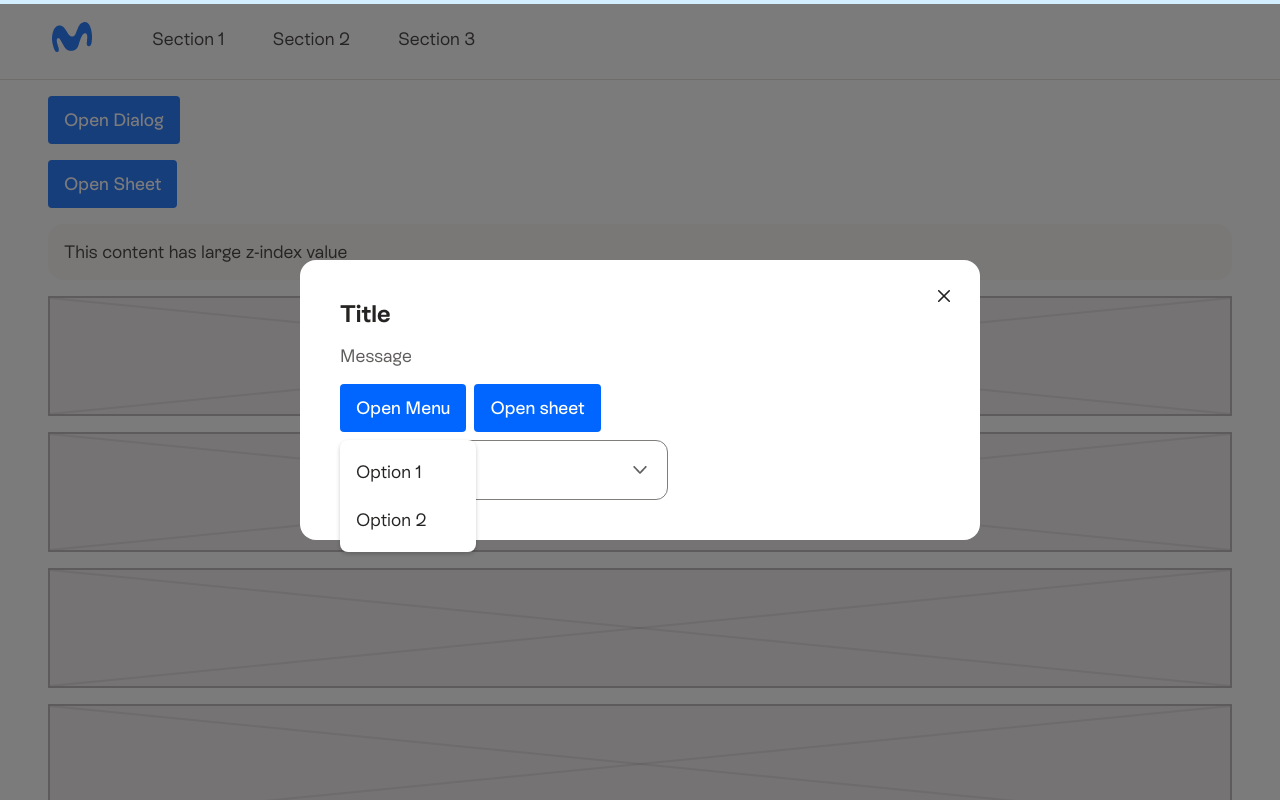 Section 1 Section 2 Section 3
Open Dialog
Open Sheet
This content has large z-index value
Title
Message
Open Menu Open sheet
Option 1
Option 2